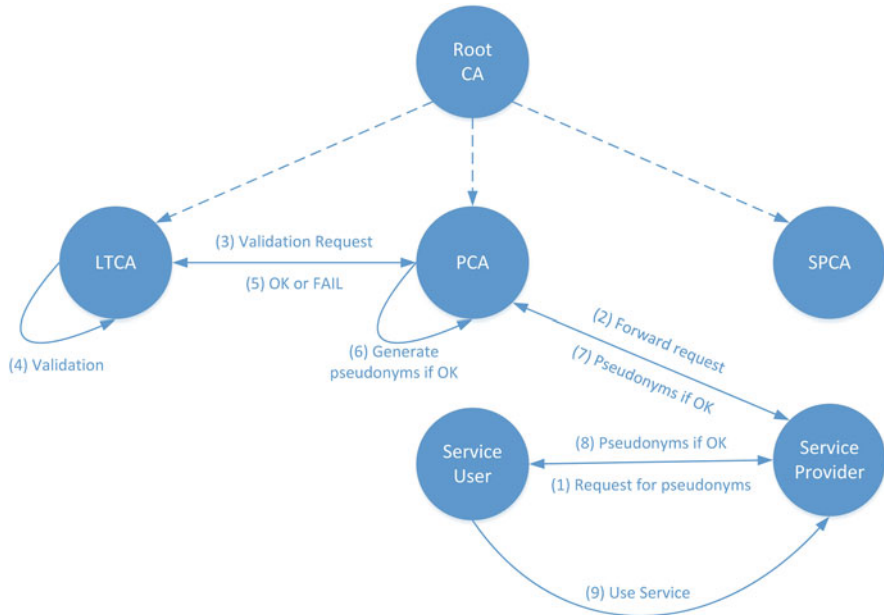 Root
CA
LTCA
(3) Validation Request
PCA
SPCA
(5) OK or FAIL
(4) Validation
(6) Generate
pseudonyms if OK
(2) Forward request
(7) Pseudonyms if OK
Service
User
(8) Pseudonyms if OK
(1) Request for pseudonyms
Service
Provider
(9) Use Service